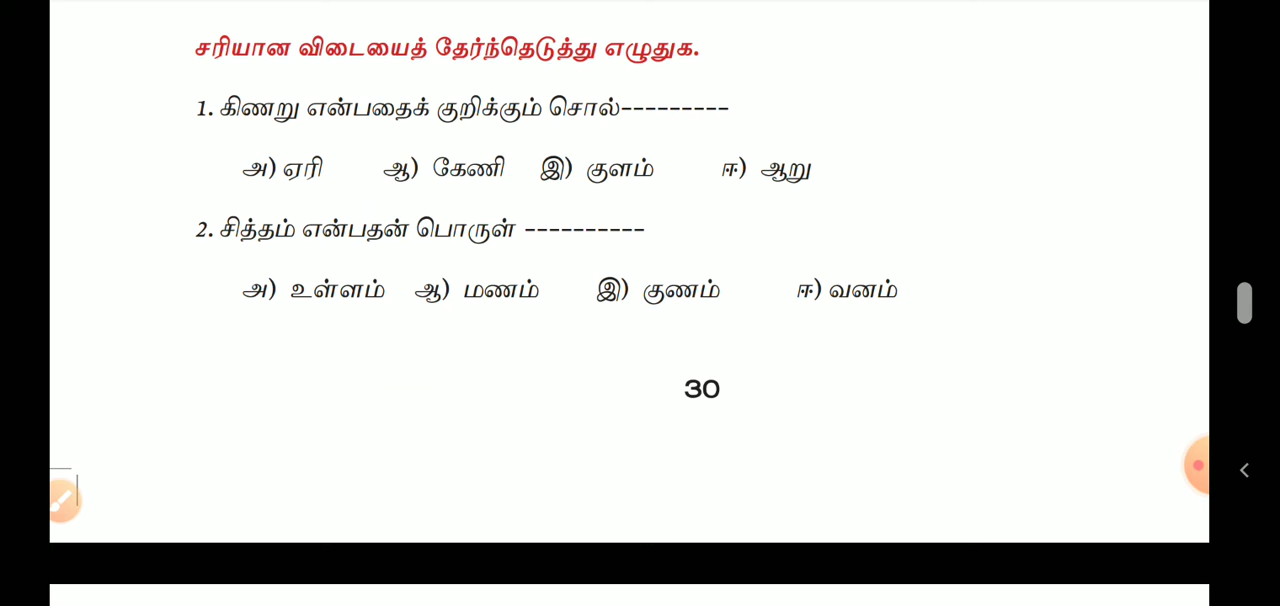 சரியான விடையைத் தேர்ந்தெடுத்து எழுதுக.
1. கிணறு என்பதைக் குறிக்கும் சொல்---------
அ) ஏரி ஆ) கேணி இ) குளம் ஈ) ஆறு
2. சித்தம் என்பதன் பொருள் ----------
அ) உள்ளம் ஆ) மணம் இ) குணம் ஈ) வனம்
30